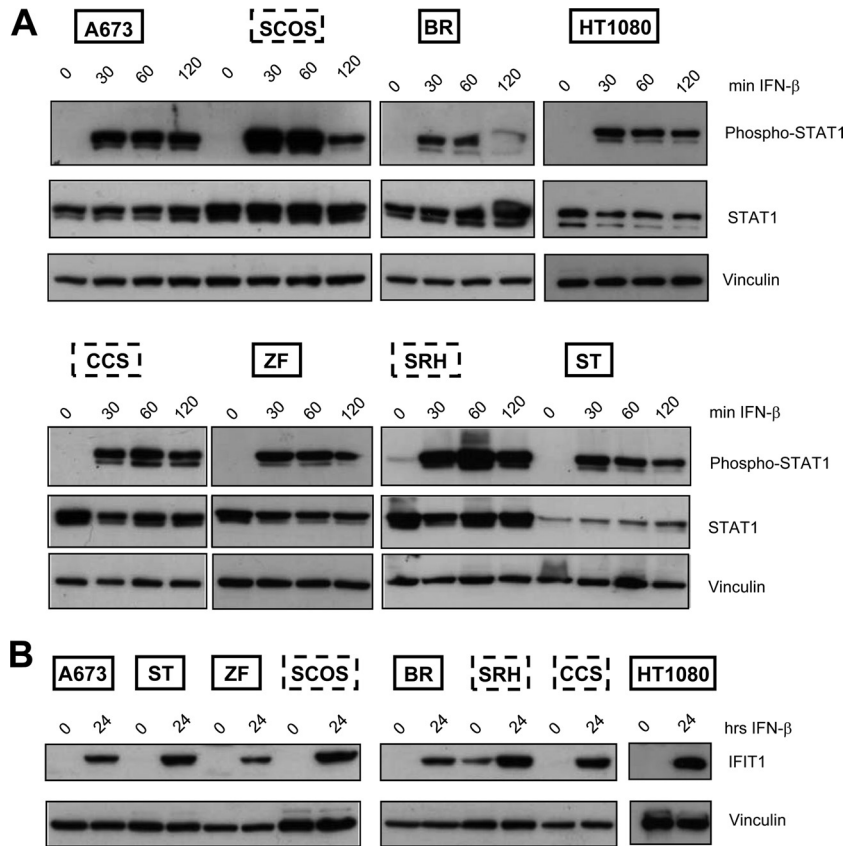 A
A673 SCOS BR HT1080
0 30 60 120 0 30 60 120 0 30 60 120 0 30 60 120 min IFN-β
Phospho-STAT1
STAT1
Vinculin
CCS ZF SRH ST
0 30 60 120 0 30 60 120 0 30 60 120 0 30 60 120 min IFN-β
Phospho-STAT1
STAT1
Vinculin
B
A673 ST ZF SCOS BR SRH CCS HT1080
0 24 0 24 0 24 0 24 0 24 0 24 0 24 0 24 hrs IFN-β
IFIT1
Vinculin